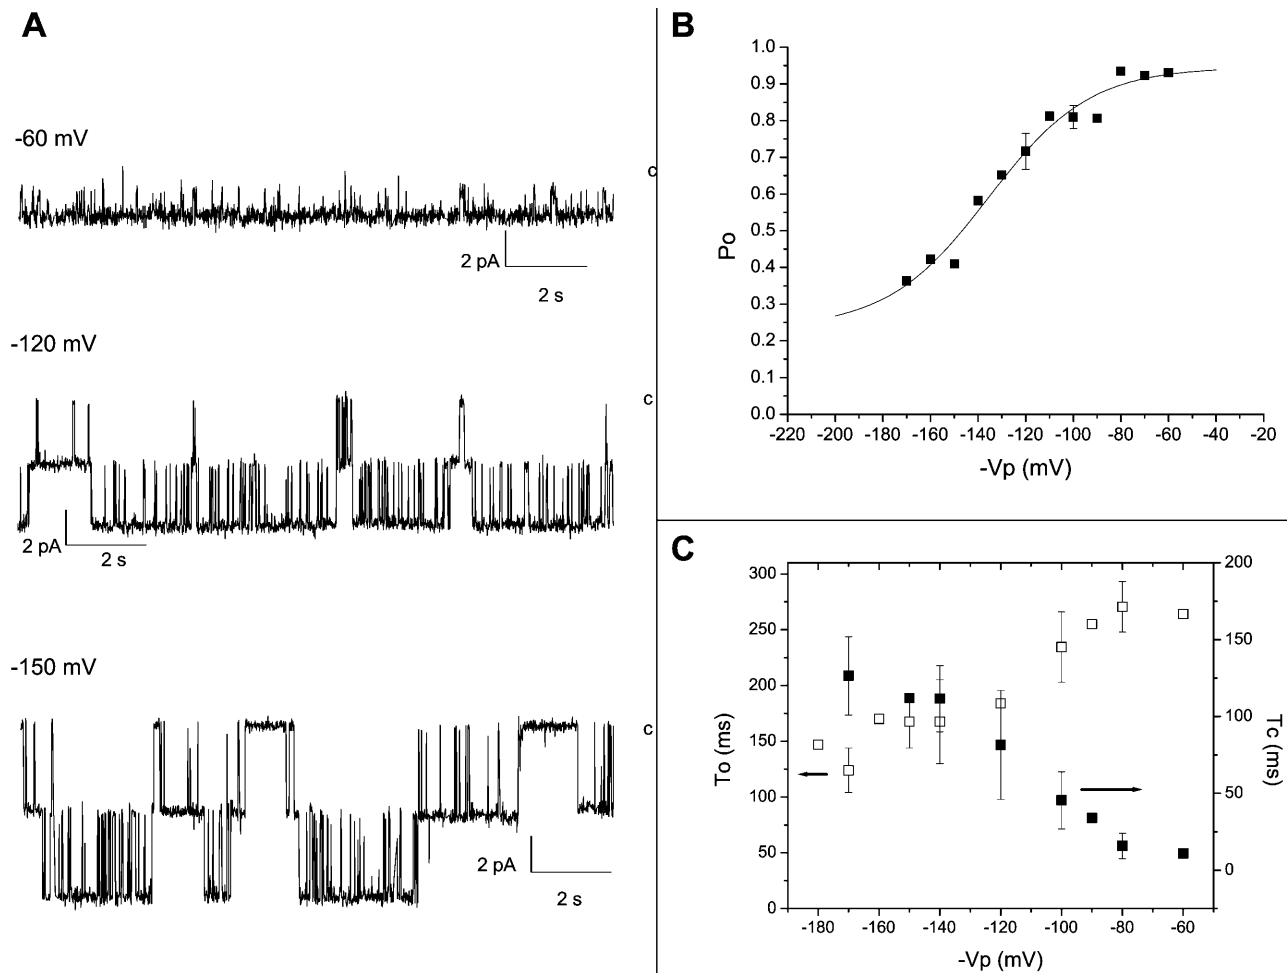 A
-60 mV
c
2 pA
2 s
-120 mV
c
2 pA
2 s
-150 mV
c
2 pA
2 s
B
1.0
0.9
0.8
0.7
0.6
0.5
0.4
0.3
0.2
0.1
0.0
Po
-220 -200 -180 -160 -140 -120 -100 -80 -60 -40 -20
-Vp (mV)
C
300
250
200
150
100
50
0
To (ms)
200
150
100
50
0
Tc (ms)
-180 -160 -140 -120 -100 -80 -60
-Vp (mV)